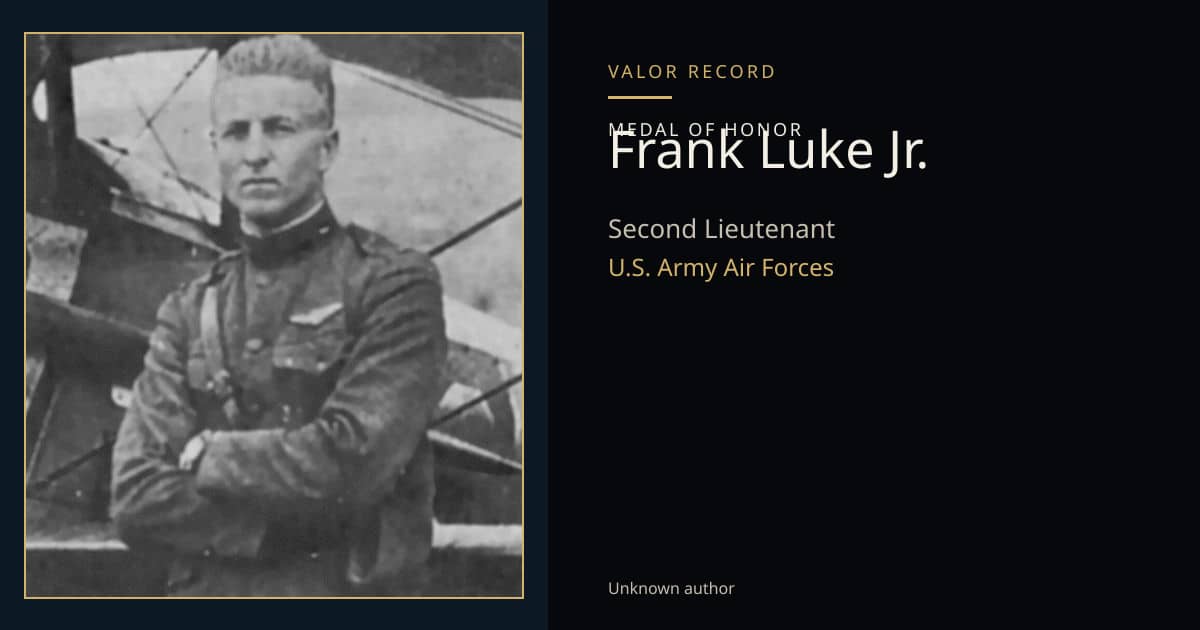 VALOR RECORD
MEDAL OF HONOR
Frank Luke Jr.
Second Lieutenant
U.S. Army Air Forces
Unknown author